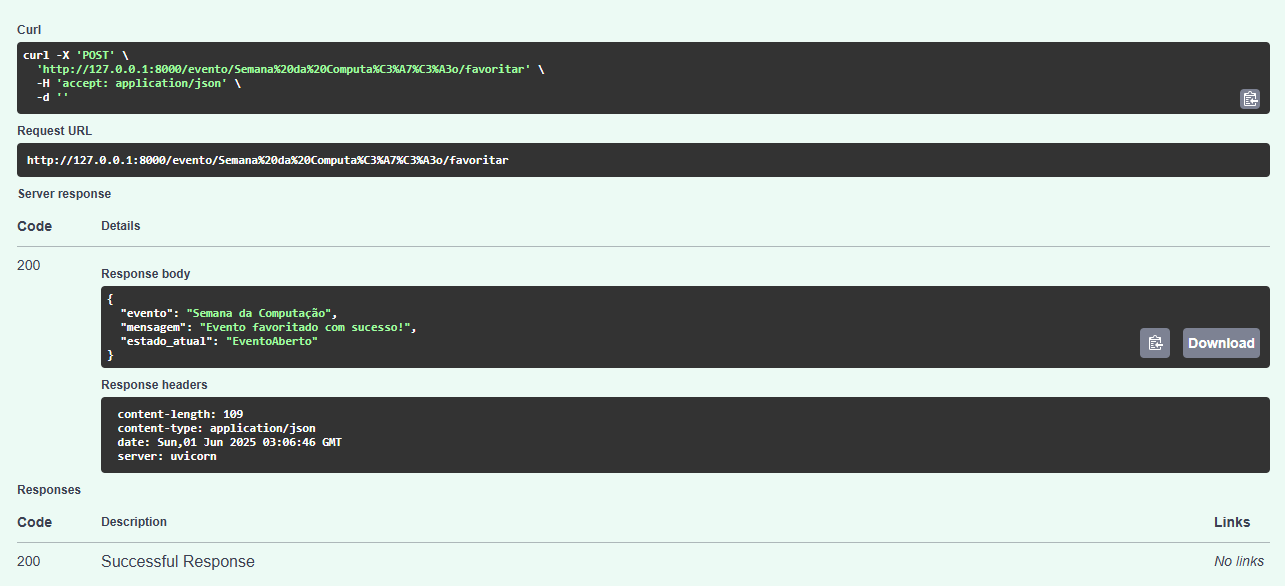 Curl
curl -X 'POST' \
  'http://127.0.0.1:8000/evento/Semana%20da%20Computa%C3%A7%C3%A3o/favoritar' \
  -H 'accept: application/json' \
  -d ''
Request URL
http://127.0.0.1:8000/evento/Semana%20da%20Computa%C3%A7%C3%A3o/favoritar
Server response
Code Details
200
Response body
{
  "evento": "Semana da Computação",
  "mensagem": "Evento favoritado com sucesso!",
  "estado_atual": "EventoAberto"
}
Download
Response headers
content-length: 109
content-type: application/json
date: Sun,01 Jun 2025 03:06:46 GMT
server: uvicorn
Responses
Code Description Links
200 Successful Response No links